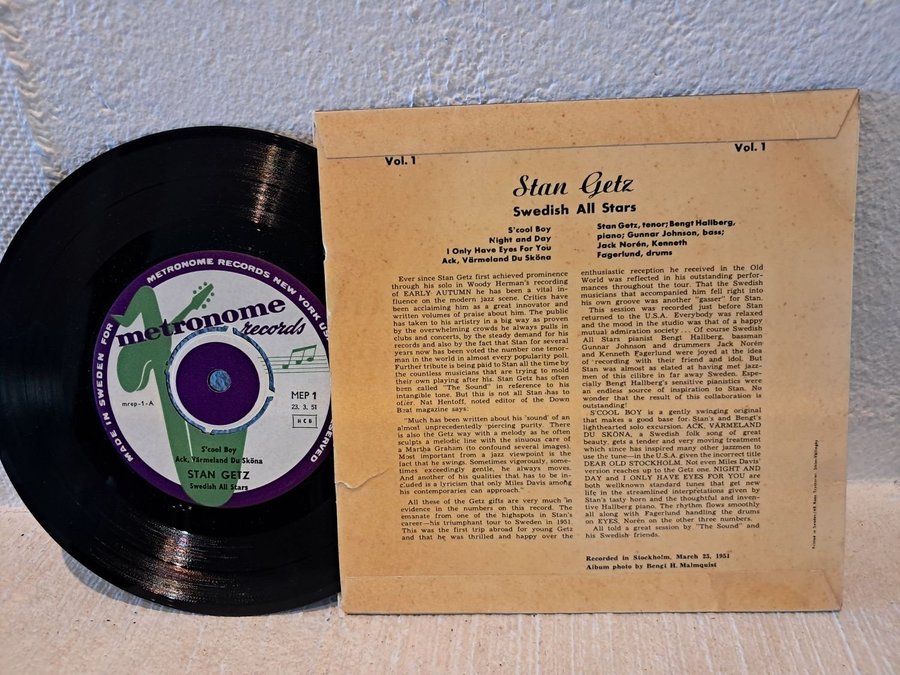 METRONOME RECORDS NEW YORK USA
MADE IN SWEDEN FOR
metronome
records
mrep-1-A
MEP 1
23. 3. 51
NCB
S'cool Boy
Ack, Värmeland Du Sköna
STAN GETZ
Swedish All Stars
Vol. 1
Vol. 1
Stan Getz
Swedish All Stars
S'cool Boy
Night and Day
I Only Have Eyes For You
Ack, Värmeland Du Sköna
Stan Getz, tenor; Bengt Hallberg,
piano; Gunnar Johnson, bass;
Jack Norén, Kenneth
Fagerlund, drums
Ever since Stan Getz first achieved prominence
through his solo in Woody Herman's recording
of EARLY AUTUMN he has been a vital in-
fluence on the modern jazz scene. Critics have
been acclaiming him as a great innovator and
written volumes of praise about him. The public
has taken to his artistry in a big way as proven
by the overwhelming crowds he always pulls in
clubs and concerts, by the steady demand for his
records and also by the fact that Stan for several
years now has been voted the number one tenor-
man in the world in almost every popularity poll.
Further tribute is being paid to Stan all the time by
the countless musicians that are trying to mold
their own playing after his. Stan Getz has often
been called "The Sound" in reference to his
intangible tone. But this is not all Stan has to
offer. Nat Hentoff, noted editor of the Down
Beat magazine says:
"Much has been written about his 'sound' of an
almost unprecedentedly piercing purity. There
is also the Getz way with a melody as he often
sculpts a melodic line with the sinuous care of
a Martha Graham (to confound several images).
Most important from a jazz viewpoint is the
fact that he swings. Sometimes vigorously, some-
times exceedingly gentle, he always moves.
And another of his qualities that has to be in-
cluded is a lyricism that only Miles Davis among
his contemporaries can approach."
All these of the Getz gifts are very much in
evidence in the numbers on this record. The
emanate from one of the highspots in Stan's
career—his triumphant tour to Sweden in 1951.
This was the first trip abroad for young Getz
and that he was thrilled and happy over the
enthusiastic reception he received in the Old
World was reflected in his outstanding perfor-
mances throughout the tour. That the Swedish
musicians that accompanied him fell right into
his own groove was another "gasser" for Stan.
This session was recorded just before Stan
returned to the U.S.A. Everybody was relaxed
and the mood in the studio was that of a happy
mutual admiration society . . . Of course Swedish
All Stars pianist Bengt Hallberg, bassman
Gunnar Johnson and drummers Jack Norén
and Kenneth Fagerlund were joyed at the idea
of recording with their friend and idol. But
Stan was almost as elated at having met jazz-
men of this cilibre in far away Sweden. Espe-
cially Bengt Hallberg's sensitive pianistics were
an endless source of inspiration to Stan. No
wonder that the result of this collaboration is
outstanding!
S'COOL BOY is a gently swinging original
that makes a good base for Stan's and Bengt's
lighthearted solo excursion. ACK, VÄRMELAND
DU SKÖNA, a Swedish folk song of great
beauty, gets a tender and very moving treatment
which since has inspired many other jazzmen to
use the tune—in the U.S.A. given the incorrect title
DEAR OLD STOCKHOLM. Not even Miles Davis'
version reaches up to the Getz one. NIGHT AND
DAY and I ONLY HAVE EYES FOR YOU are
both wellknown standard tunes that get new
life in the streamlined interpretations given by
Stan's tasty horn and the thoughtful and inven-
tive Hallberg piano. The rhythm flows smoothly
all along with Fagerlund handling the drums
on EYES, Norén on the other three numbers.
All told a great session by "The Sound" and
his Swedish friends.
Recorded in Stockholm, March 23, 1951
Album photo by Bengt H. Malmquist